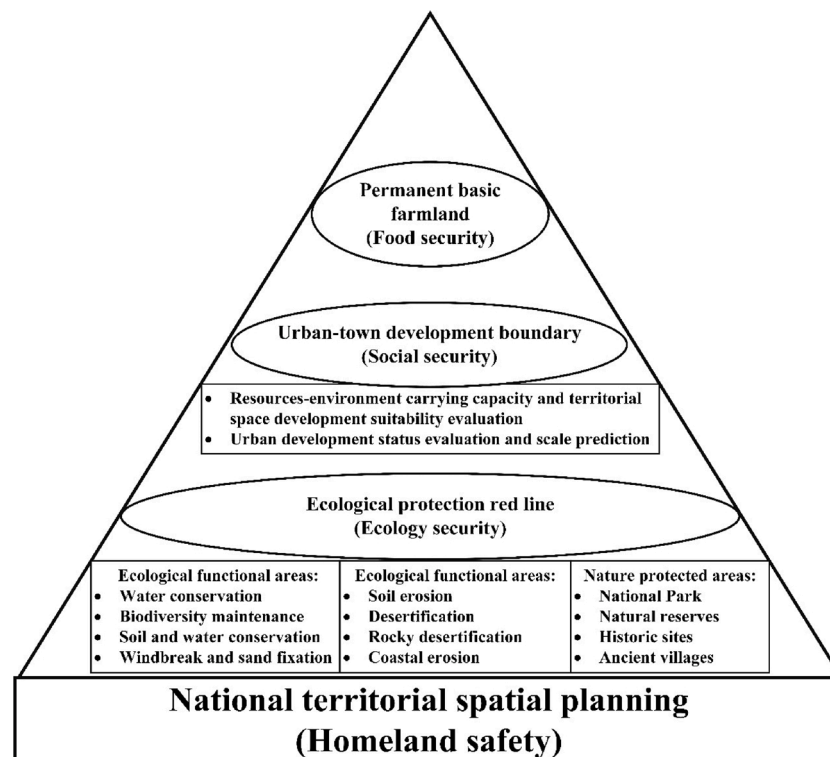 Permanent basic
farmland
(Food security)
Urban-town development boundary
(Social security)
• Resources-environment carrying capacity and territorial
space development suitability evaluation
• Urban development status evaluation and scale prediction
Ecological protection red line
(Ecology security)
Ecological functional areas:
• Water conservation
• Biodiversity maintenance
• Soil and water conservation
• Windbreak and sand fixation
Ecological functional areas:
• Soil erosion
• Desertification
• Rocky desertification
• Coastal erosion
Nature protected areas:
• National Park
• Natural reserves
• Historic sites
• Ancient villages
National territorial spatial planning
(Homeland safety)